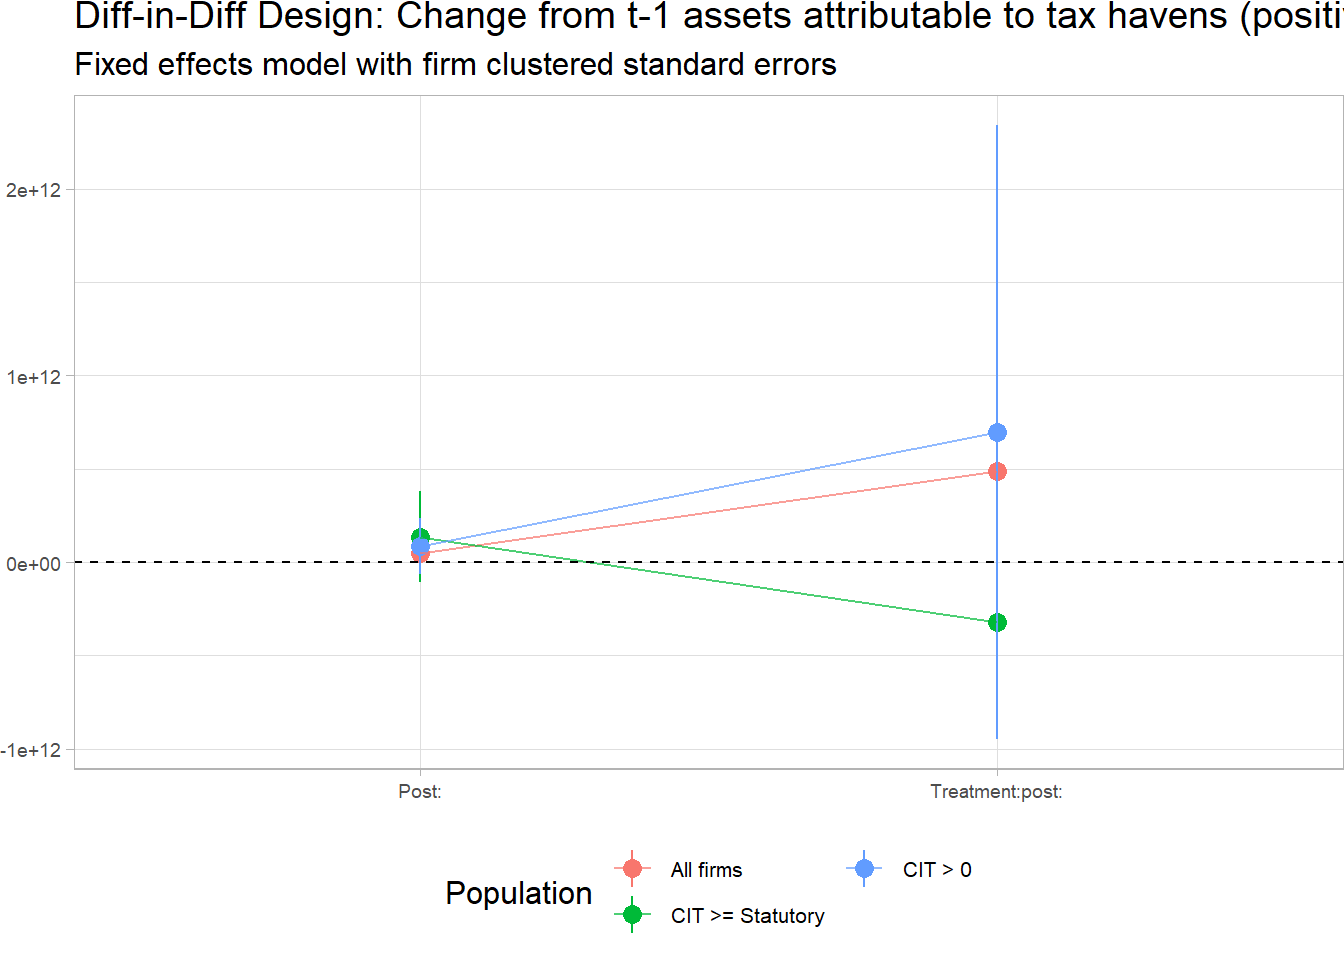 Diff-in-Diff Design: Change from t-1 assets attributable to tax havens (positi
Fixed effects model with firm clustered standard errors
2e+12
1e+12
0e+00
-1e+12
Post:
Treatment:post:
Population
All firms
CIT > 0
CIT >= Statutory